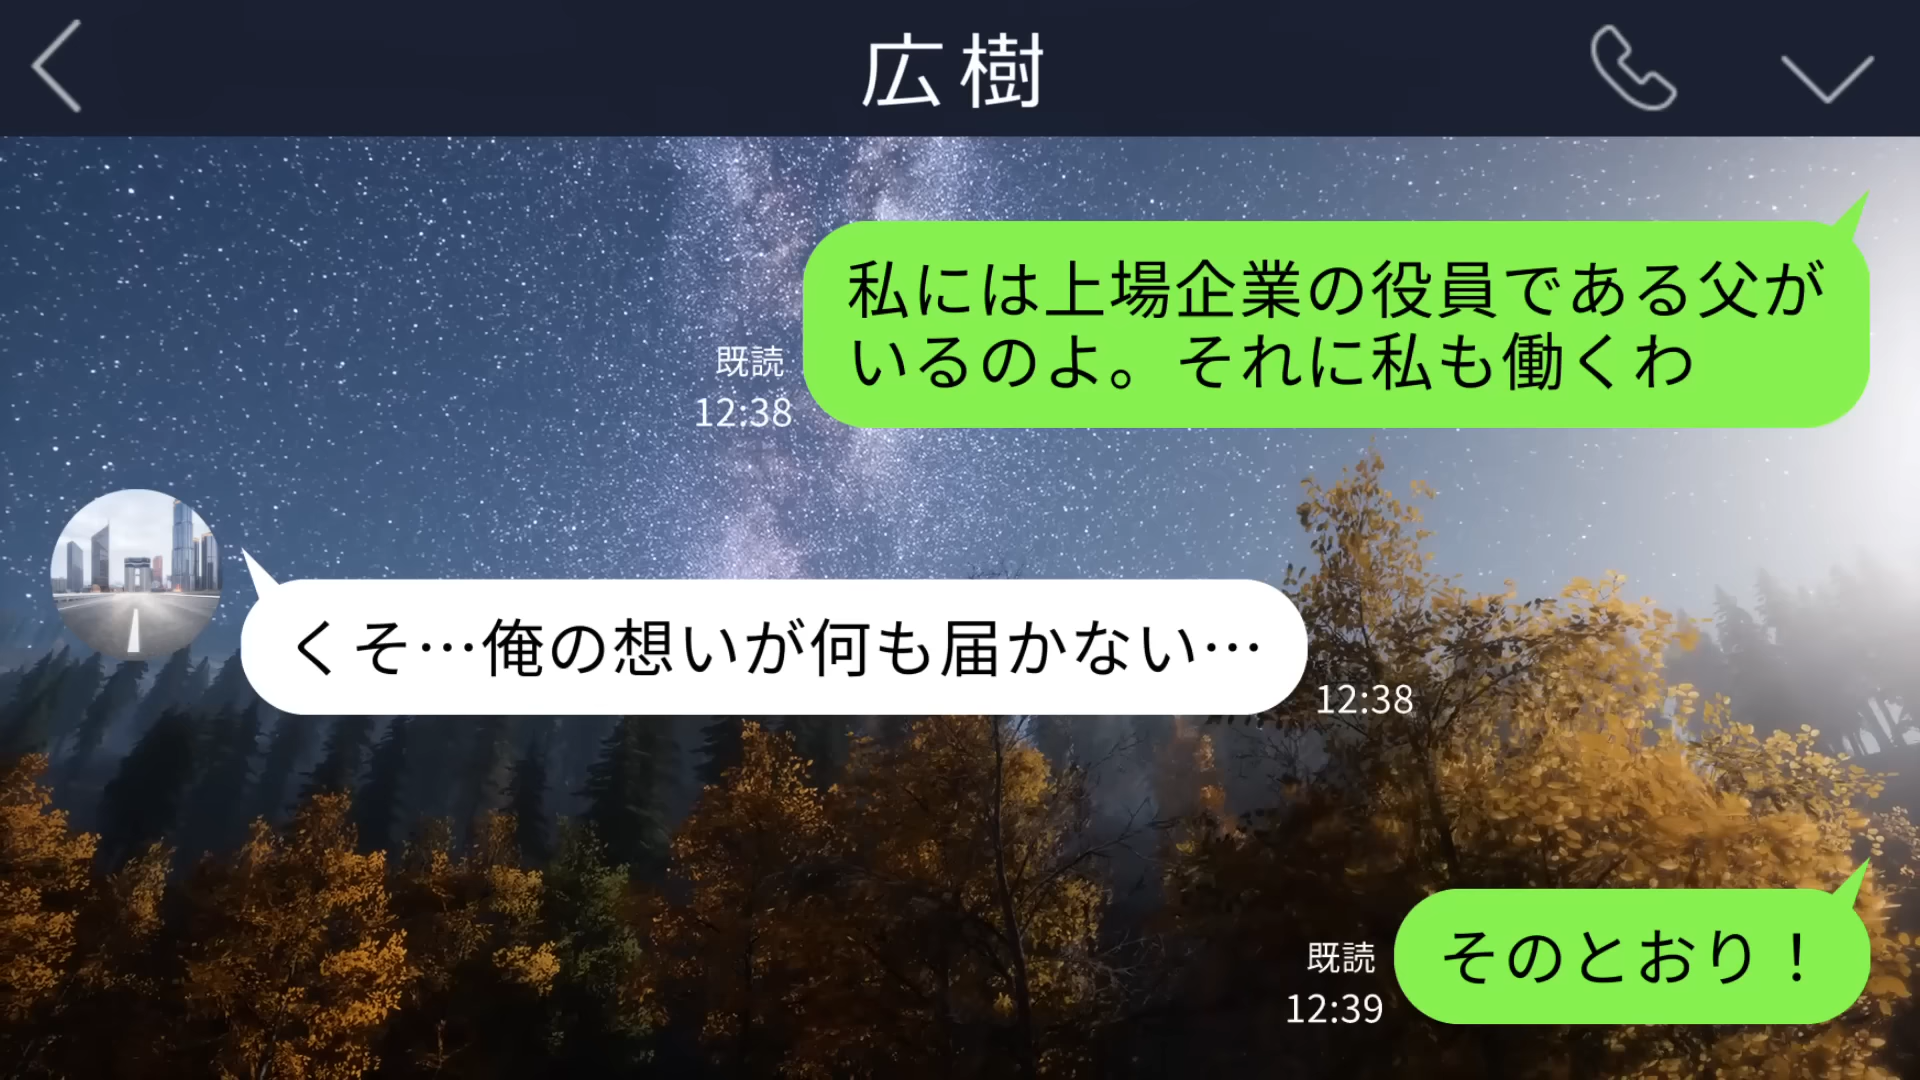 広樹
私には上場企業の役員である父が
いるのよ。それに私も働くわ
既読
12:38
くそ…俺の想いが何も届かない…
12:38
そのとおり！
既読
12:39